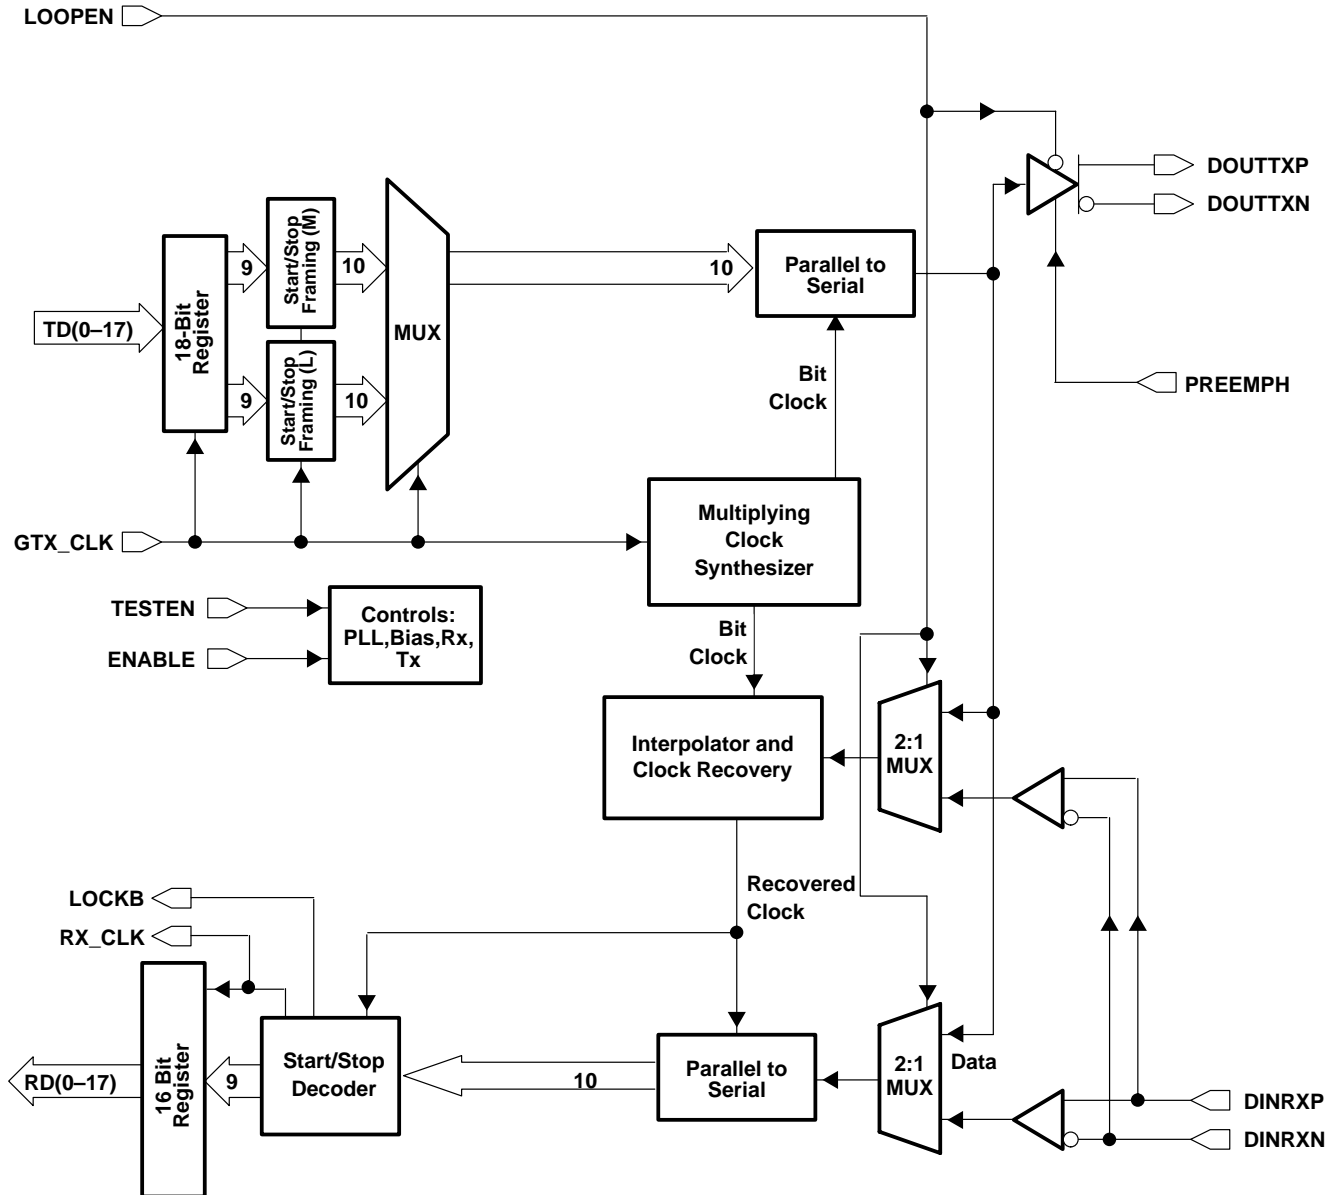 LOOPEN
DOUTTXP
DOUTTXN
TD(0–17)
18-Bit
Register
9
Start/Stop
Framing (M)
10
9
Start/Stop
Framing (L)
10
MUX
10
Parallel to
Serial
Bit
Clock
PREEMPH
GTX_CLK
Multiplying
Clock
Synthesizer
TESTEN
ENABLE
Controls:
PLL,Bias,Rx,
Tx
Bit
Clock
Interpolator and
Clock Recovery
2:1
MUX
Recovered
Clock
LOCKB
RX_CLK
RD(0–17)
16 Bit
Register
9
Start/Stop
Decoder
10
Parallel to
Serial
2:1
MUX
Data
DINRXP
DINRXN